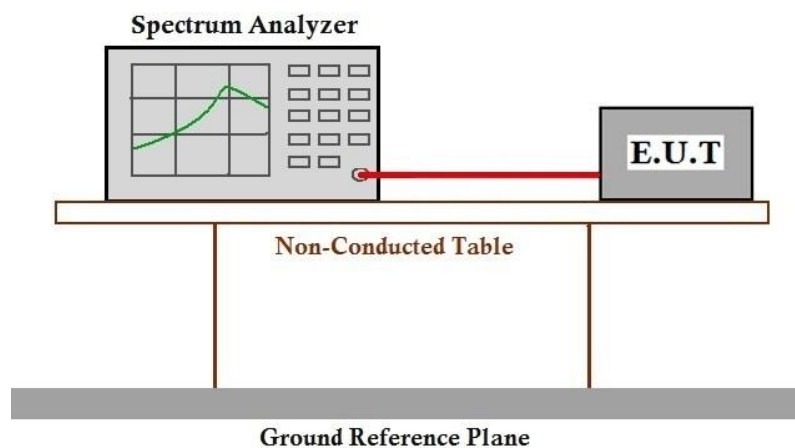 Spectrum Analyzer
E.U.T
Non-Conducted Table
Ground Reference Plane